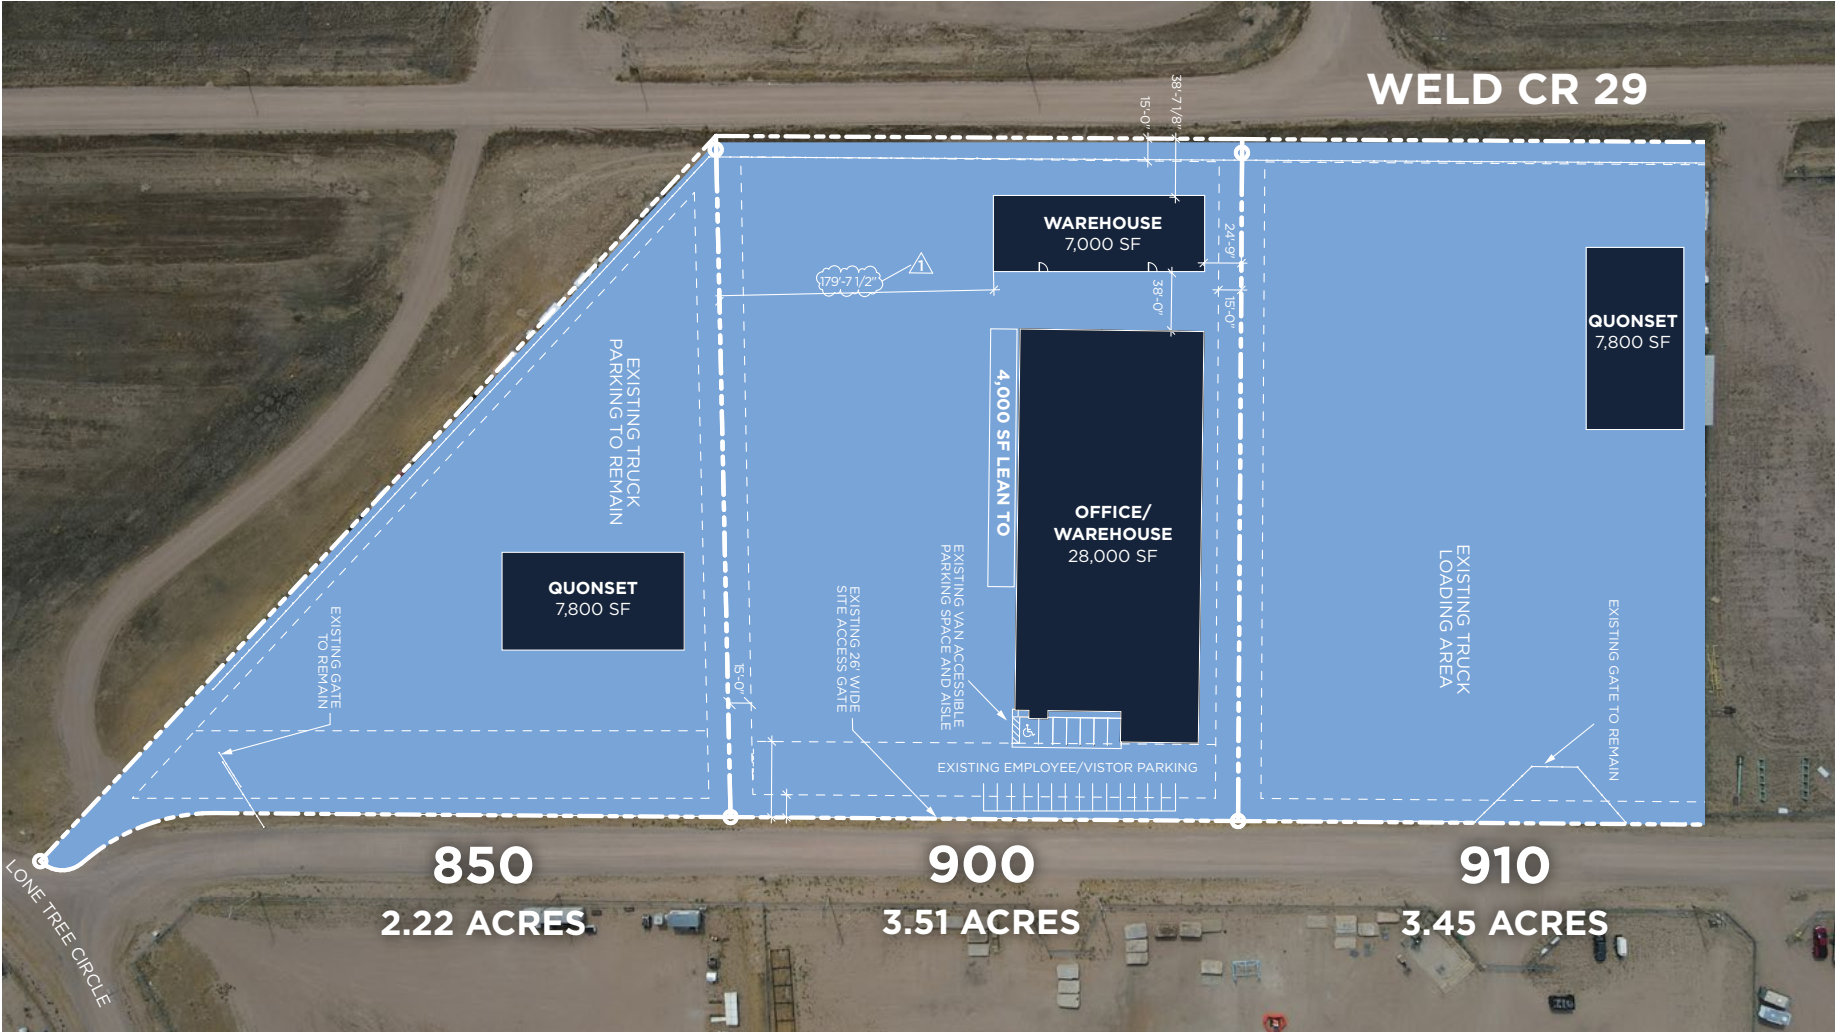 WELD CR 29
38'-7 1/8"
15'-0"
WAREHOUSE
7,000 SF
24'-9"
179'-7 1/2"
1
38'-0"
15'-0"
QUONSET
7,800 SF
EXISTING TRUCK
PARKING TO REMAIN
4,000 SF LEAN TO
OFFICE/
WAREHOUSE
28,000 SF
QUONSET
7,800 SF
EXISTING GATE
TO REMAIN
15'-0"
EXISTING 26' WIDE
SITE ACCESS GATE
EXISTING VAN ACCESSIBLE
PARKING SPACE AND AISLE
EXISTING TRUCK
LOADING AREA
EXISTING GATE TO REMAIN
EXISTING EMPLOYEE/VISTOR PARKING
850
2.22 ACRES
900
3.51 ACRES
910
3.45 ACRES
LONE TREE CIRCLE